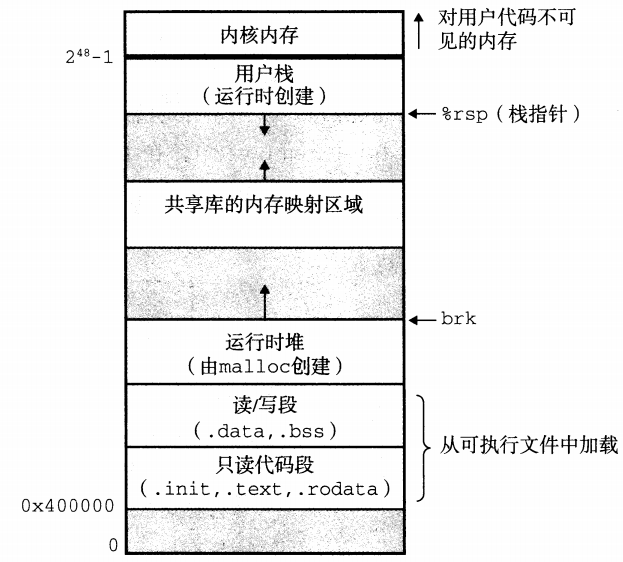 内核内存
对用户代码不可
见的内存
2⁴⁸-1
用户栈
（运行时创建）
%rsp（栈指针）
共享库的内存映射区域
brk
运行时堆
（由malloc创建）
读/写段
（.data,.bss）
从可执行文件中加载
只读代码段
（.init,.text,.rodata）
0x400000
0